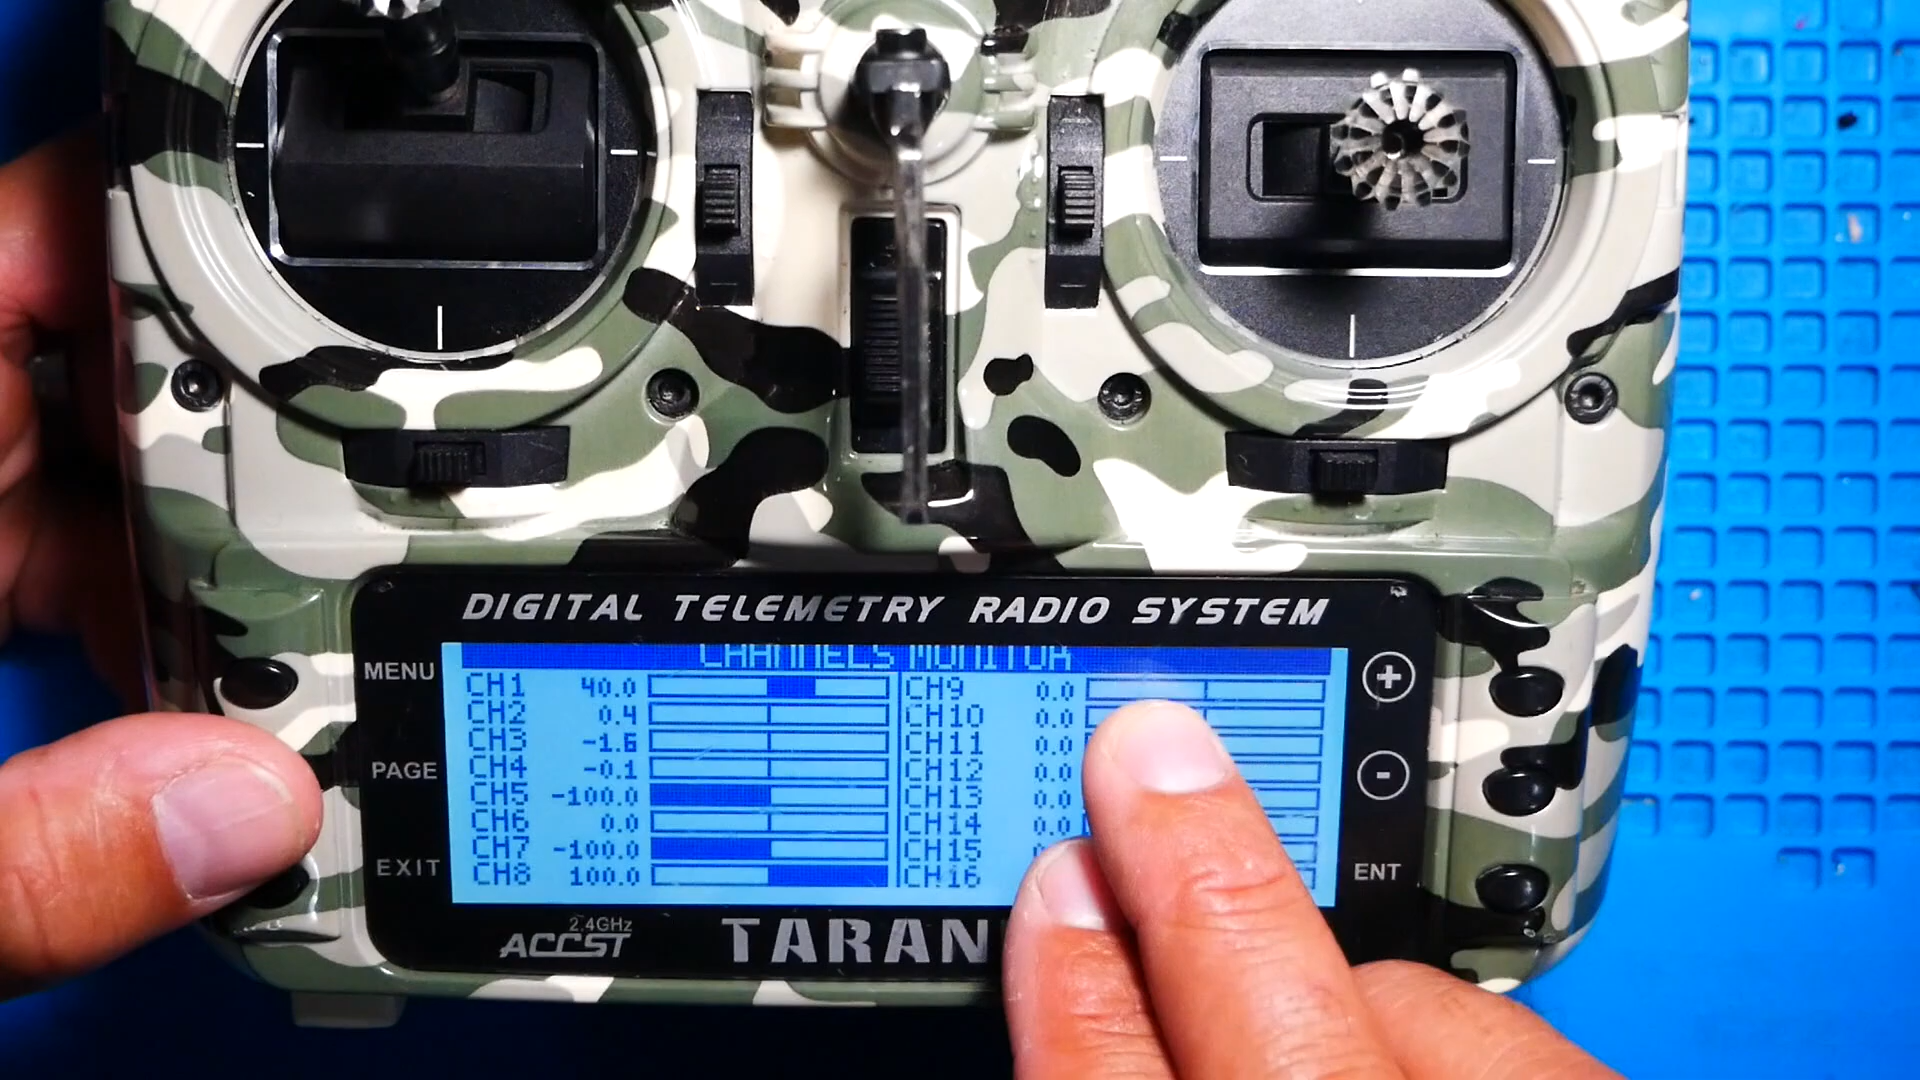 DIGITAL TELEMETRY RADIO SYSTEM
CHANNELS MONITOR
MENU
PAGE
EXIT
CH1 40.0
CH2 0.4
CH3 -1.6
CH4 -0.1
CH5 -100.0
CH6 0.0
CH7 -100.0
CH8 100.0
CH9 0.0
CH10 0.0
CH11 0.0
CH12 0.0
CH13 0.0
CH14 0.0
CH15
CH16
+
-
ENT
2.4GHz
ACCST
TARAN